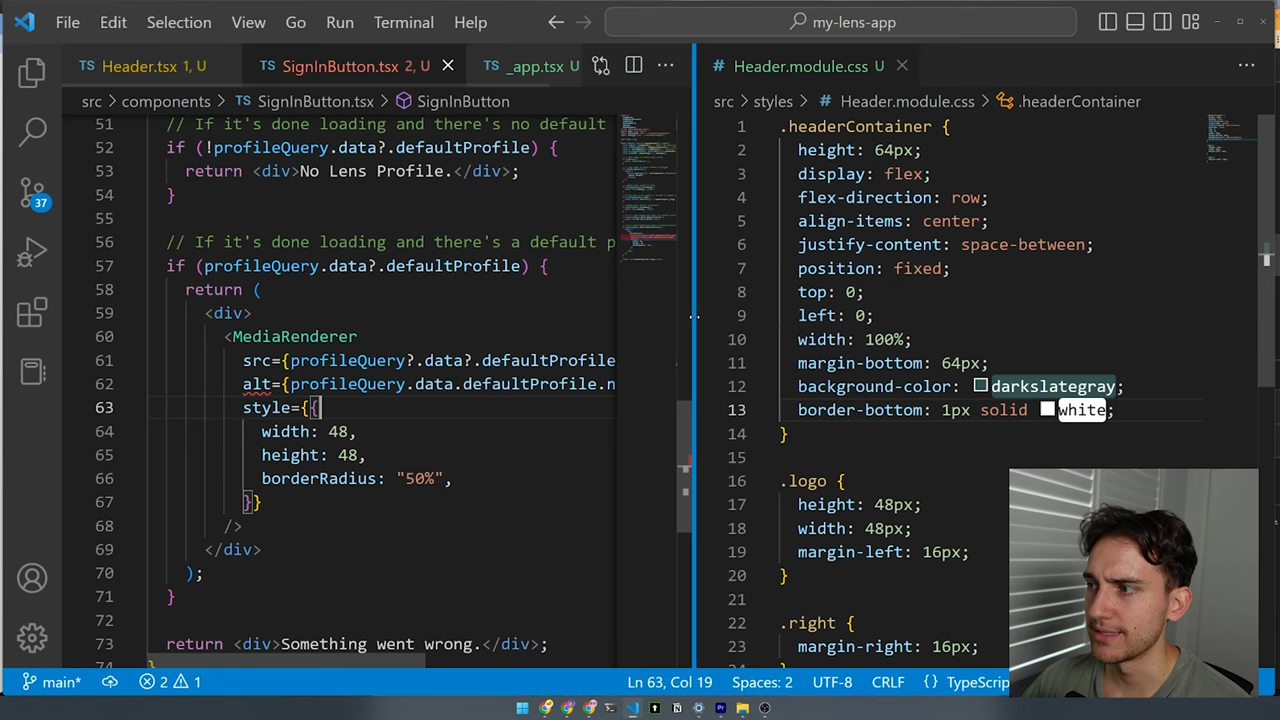 File Edit Selection View Go Run Terminal Help my-lens-app
TS Header.tsx 1, U TS SignInButton.tsx 2, U TS _app.tsx U
# Header.module.css U
src > components > TS SignInButton.tsx > SignInButton
src > styles > # Header.module.css > .headerContainer
51 // If it's done loading and there's no default
52 if (!profileQuery.data?.defaultProfile) {
53 return <div>No Lens Profile.</div>;
54 }
55
56 // If it's done loading and there's a default p
57 if (profileQuery.data?.defaultProfile) {
58 return (
59 <div>
60 <MediaRenderer
61 src={profileQuery?.data?.defaultProfile
62 alt={profileQuery.data.defaultProfile.n
63 style={{
64 width: 48,
65 height: 48,
66 borderRadius: "50%",
67 }}
68 />
69 </div>
70 );
71 }
72
73 return <div>Something went wrong.</div>;
74 }
1 .headerContainer {
2 height: 64px;
3 display: flex;
4 flex-direction: row;
5 align-items: center;
6 justify-content: space-between;
7 position: fixed;
8 top: 0;
9 left: 0;
10 width: 100%;
11 margin-bottom: 64px;
12 background-color: darkslategray;
13 border-bottom: 1px solid white;
14 }
15
16 .logo {
17 height: 48px;
18 width: 48px;
19 margin-left: 16px;
20 }
21
22 .right {
23 margin-right: 16px;
24 }
37
main* 2 1 Ln 63, Col 19 Spaces: 2 UTF-8 CRLF {} TypeScrip